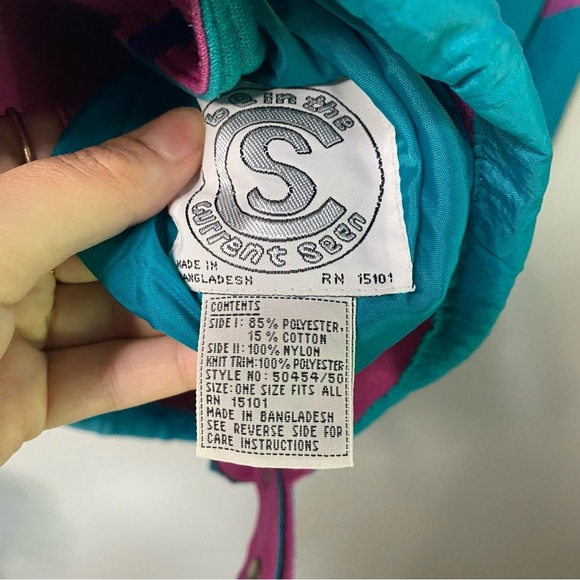 be in the
CS
Current Seen
MADE IN
BANGLADESH
RN 15101
CONTENTS
SIDE I: 85% POLYESTER,
15% COTTON
SIDE II: 100% NYLON
KNIT TRIM: 100% POLYESTER
STYLE NO: 50454/50
SIZE: ONE SIZE FITS ALL
RN 15101
MADE IN BANGLADESH
SEE REVERSE SIDE FOR
CARE INSTRUCTIONS